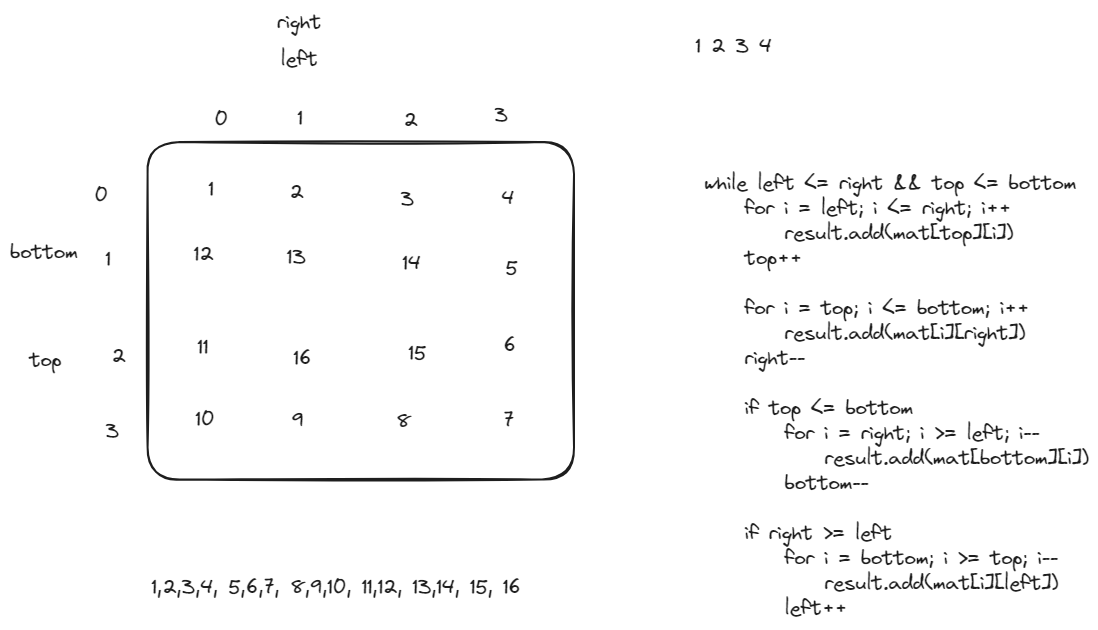 right
left
0 1 2 3
0 1 2 3 4
bottom 1 12 13 14 5
top 2 11 16 15 6
3 10 9 8 7
1,2,3,4, 5,6,7, 8,9,10, 11,12, 13,14, 15, 16
1 2 3 4
while left <= right && top <= bottom
for i = left; i <= right; i++
result.add(mat[top][i])
top++
for i = top; i <= bottom; i++
result.add(mat[i][right])
right--
if top <= bottom
for i = right; i >= left; i--
result.add(mat[bottom][i])
bottom--
if right >= left
for i = bottom; i >= top; i--
result.add(mat[i][left])
left++